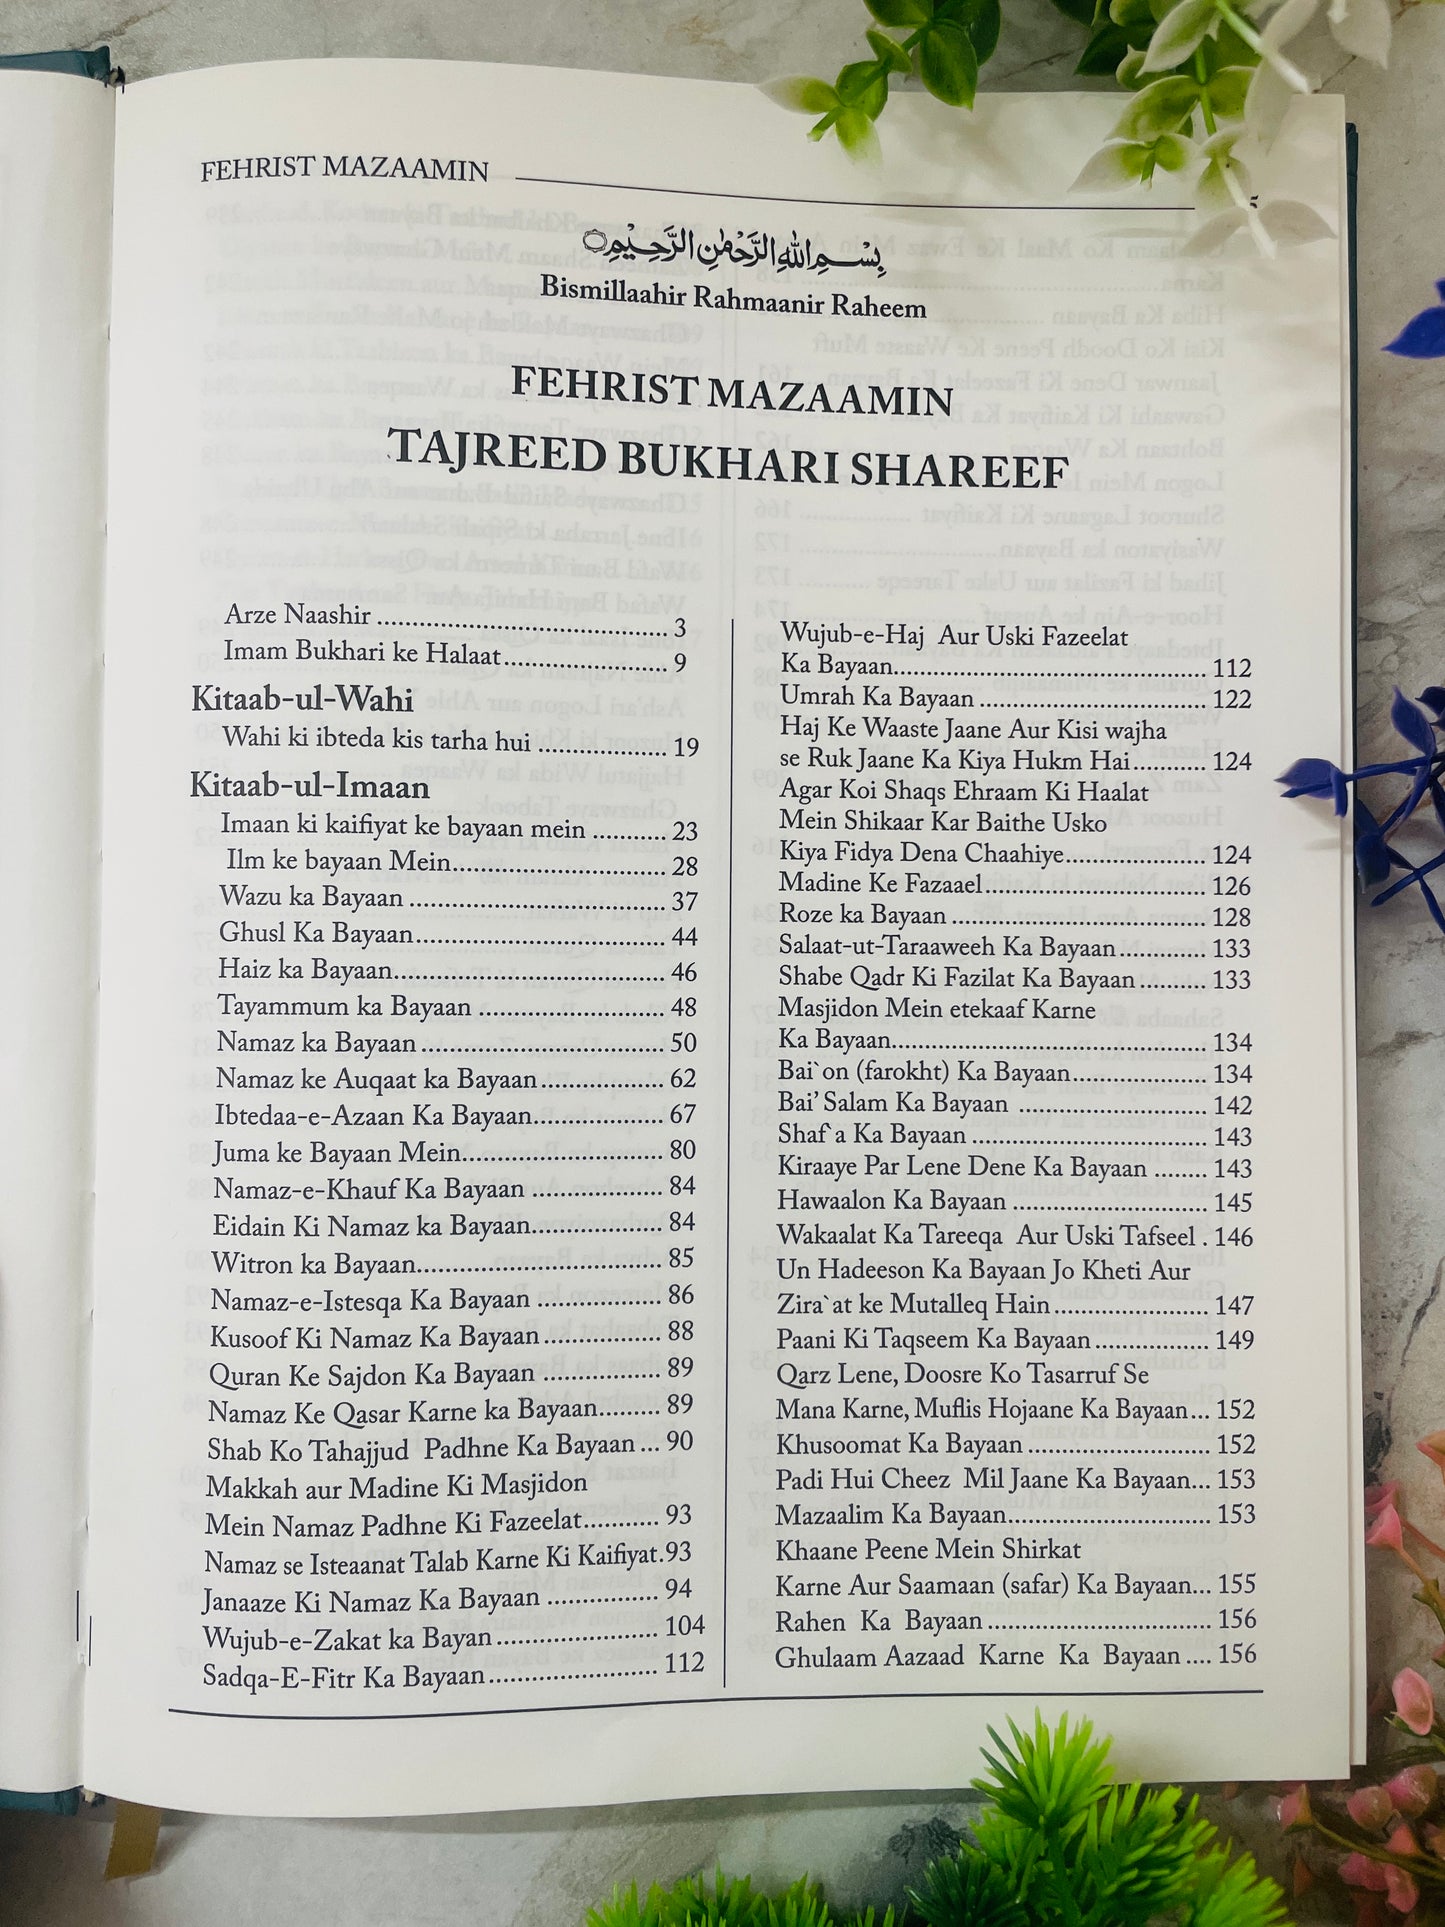 FEHRIST MAZAAMIN
بِسْمِ اللّٰهِ الرَّحْمٰنِ الرَّحِيْمِ
Bismillaahir Rahmaanir Raheem
FEHRIST MAZAAMIN
TAJREED BUKHARI SHAREEF
Arze Naashir ........................................ 3
Imam Bukhari ke Halaat....................... 9
Kitaab-ul-Wahi
Wahi ki ibteda kis tarha hui .................. 19
Kitaab-ul-Imaan
Imaan ki kaifiyat ke bayaan mein .......... 23
Ilm ke bayaan Mein.............................. 28
Wazu ka Bayaan ................................... 37
Ghusl Ka Bayaan................................... 44
Haiz ka Bayaan...................................... 46
Tayammum ka Bayaan ......................... 48
Namaz ka Bayaan ................................. 50
Namaz ke Auqaat ka Bayaan................. 62
Ibtedaa-e-Azaan Ka Bayaan.................. 67
Juma ke Bayaan Mein............................ 80
Namaz-e-Khauf Ka Bayaan .................. 84
Eidain Ki Namaz ka Bayaan.................. 84
Witron ka Bayaan.................................. 85
Namaz-e-Istesqa Ka Bayaan ................. 86
Kusoof Ki Namaz Ka Bayaan................ 88
Quran Ke Sajdon Ka Bayaan ................ 89
Namaz Ke Qasar Karne ka Bayaan......... 89
Shab Ko Tahajjud Padhne Ka Bayaan ... 90
Makkah aur Madine Ki Masjidon
Mein Namaz Padhne Ki Fazeelat........... 93
Namaz se Isteaanat Talab Karne Ki Kaifiyat.93
Janaaze Ki Namaz Ka Bayaan ................ 94
Wujub-e-Zakat ka Bayan ....................... 104
Sadqa-E-Fitr Ka Bayaan ........................ 112
Wujub-e-Haj Aur Uski Fazeelat
Ka Bayaan............................................. 112
Umrah Ka Bayaan ................................ 122
Haj Ke Waaste Jaane Aur Kisi wajha
se Ruk Jaane Ka Kiya Hukm Hai........... 124
Agar Koi Shaqs Ehraam Ki Haalat
Mein Shikaar Kar Baithe Usko
Kiya Fidya Dena Chaahiye.................... 124
Madine Ke Fazaael................................ 126
Roze ka Bayaan .................................... 128
Salaat-ut-Taraaweeh Ka Bayaan............ 133
Shabe Qadr Ki Fazilat Ka Bayaan.......... 133
Masjidon Mein etekaaf Karne
Ka Bayaan............................................. 134
Bai`on (farokht) Ka Bayaan................... 134
Bai' Salam Ka Bayaan .......................... 142
Shaf`a Ka Bayaan ................................. 143
Kiraaye Par Lene Dene Ka Bayaan ....... 143
Hawaalon Ka Bayaan ........................... 145
Wakaalat Ka Tareeqa Aur Uski Tafseel . 146
Un Hadeeson Ka Bayaan Jo Kheti Aur
Zira`at ke Mutalleq Hain...................... 147
Paani Ki Taqseem Ka Bayaan................ 149
Qarz Lene, Doosre Ko Tasarruf Se
Mana Karne, Muflis Hojaane Ka Bayaan... 152
Khusoomat Ka Bayaan ......................... 152
Padi Hui Cheez Mil Jaane Ka Bayaan... 153
Mazaalim Ka Bayaan............................ 153
Khaane Peene Mein Shirkat
Karne Aur Saamaan (safar) Ka Bayaan... 155
Rahen Ka Bayaan ................................ 156
Ghulaam Aazaad Karne Ka Bayaan .... 156